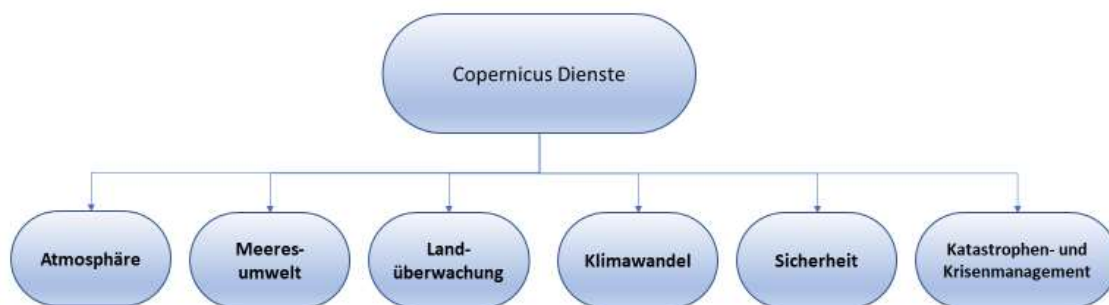 Copernicus Dienste
Atmosphäre
Meeres-
umwelt
Land-
überwachung
Klimawandel
Sicherheit
Katastrophen- und
Krisenmanagement